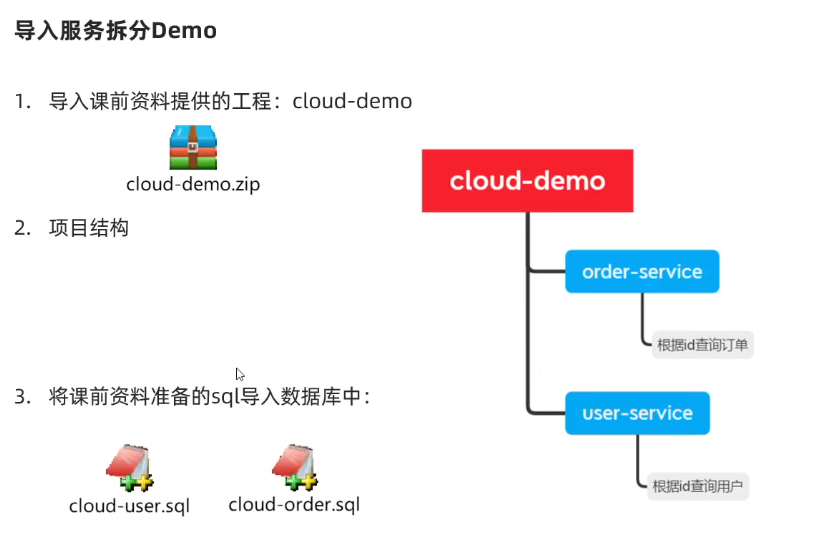 导入服务拆分Demo
1. 导入课前资料提供的工程：cloud-demo
cloud-demo.zip
2. 项目结构
cloud-demo
order-service
根据id查询订单
user-service
根据id查询用户
3. 将课前资料准备的sql导入数据库中：
cloud-user.sql
cloud-order.sql